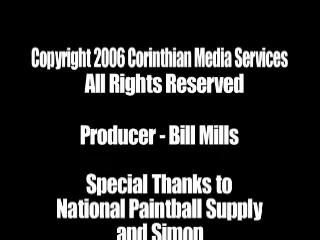 Copyright 2006 Corinthian Media Services
All Rights Reserved
Producer - Bill Mills
Special Thanks to
National Paintball Supply
and Simon